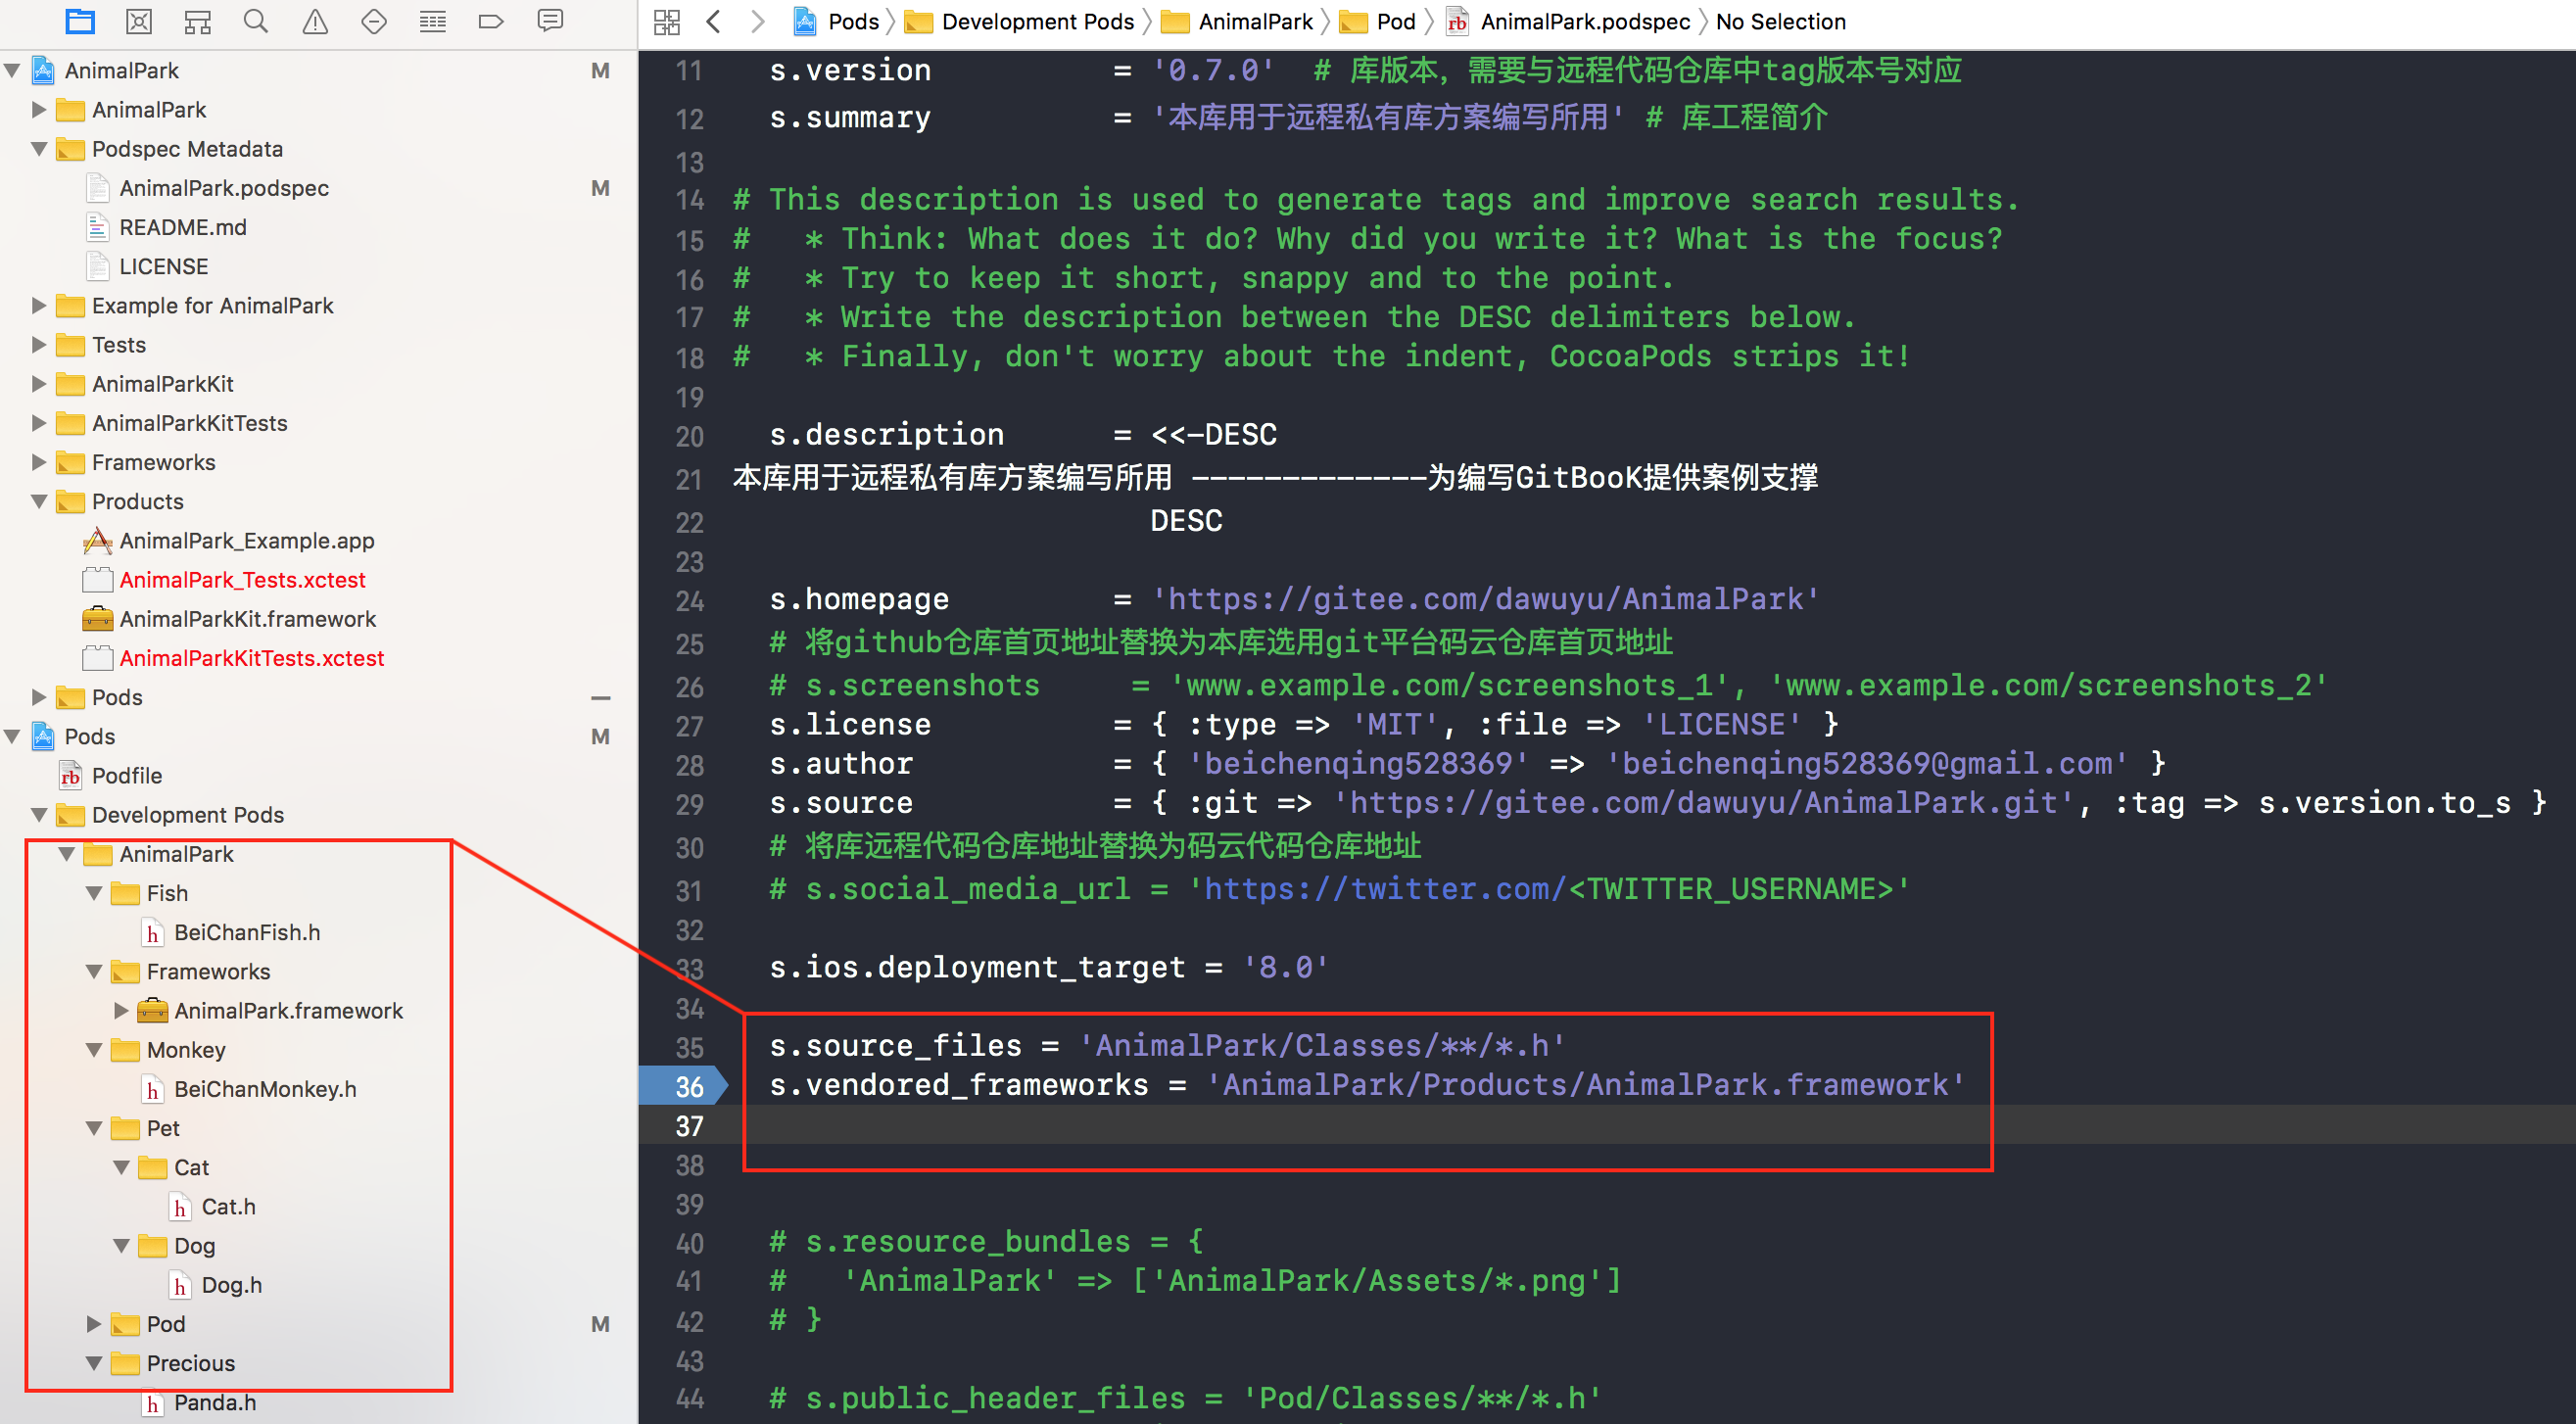 AnimalPark M
AnimalPark
Podspec Metadata
AnimalPark.podspec M
README.md
LICENSE
Example for AnimalPark
Tests
AnimalParkKit
AnimalParkKitTests
Frameworks
Products
AnimalPark_Example.app
AnimalPark_Tests.xctest
AnimalParkKit.framework
AnimalParkKitTests.xctest
Pods
Pods M
rb Podfile
Development Pods
AnimalPark
Fish
h BeiChanFish.h
Frameworks
AnimalPark.framework
Monkey
h BeiChanMonkey.h
Pet
Cat
h Cat.h
Dog
h Dog.h
Pod M
Precious
h Panda.h
Pods Development Pods AnimalPark Pod rb AnimalPark.podspec No Selection
11 s.version = '0.7.0' # 库版本，需要与远程代码仓库中tag版本号对应
12 s.summary = '本库用于远程私有库方案编写所用' # 库工程简介
13
14 # This description is used to generate tags and improve search results.
15 # * Think: What does it do? Why did you write it? What is the focus?
16 # * Try to keep it short, snappy and to the point.
17 # * Write the description between the DESC delimiters below.
18 # * Finally, don't worry about the indent, CocoaPods strips it!
19
20 s.description = <<-DESC
21 本库用于远程私有库方案编写所用 -------------为编写GitBooK提供案例支撑
22 DESC
23
24 s.homepage = 'https://gitee.com/dawuyu/AnimalPark'
25 # 将github仓库首页地址替换为本库选用git平台码云仓库首页地址
26 # s.screenshots = 'www.example.com/screenshots_1', 'www.example.com/screenshots_2'
27 s.license = { :type => 'MIT', :file => 'LICENSE' }
28 s.author = { 'beichenqing528369' => 'beichenqing528369@gmail.com' }
29 s.source = { :git => 'https://gitee.com/dawuyu/AnimalPark.git', :tag => s.version.to_s }
30 # 将库远程代码仓库地址替换为码云代码仓库地址
31 # s.social_media_url = 'https://twitter.com/<TWITTER_USERNAME>'
32
33 s.ios.deployment_target = '8.0'
34
35 s.source_files = 'AnimalPark/Classes/**/*.h'
36 s.vendored_frameworks = 'AnimalPark/Products/AnimalPark.framework'
37
38
39
40 # s.resource_bundles = {
41 # 'AnimalPark' => ['AnimalPark/Assets/*.png']
42 # }
43
44 # s.public_header_files = 'Pod/Classes/**/*.h'